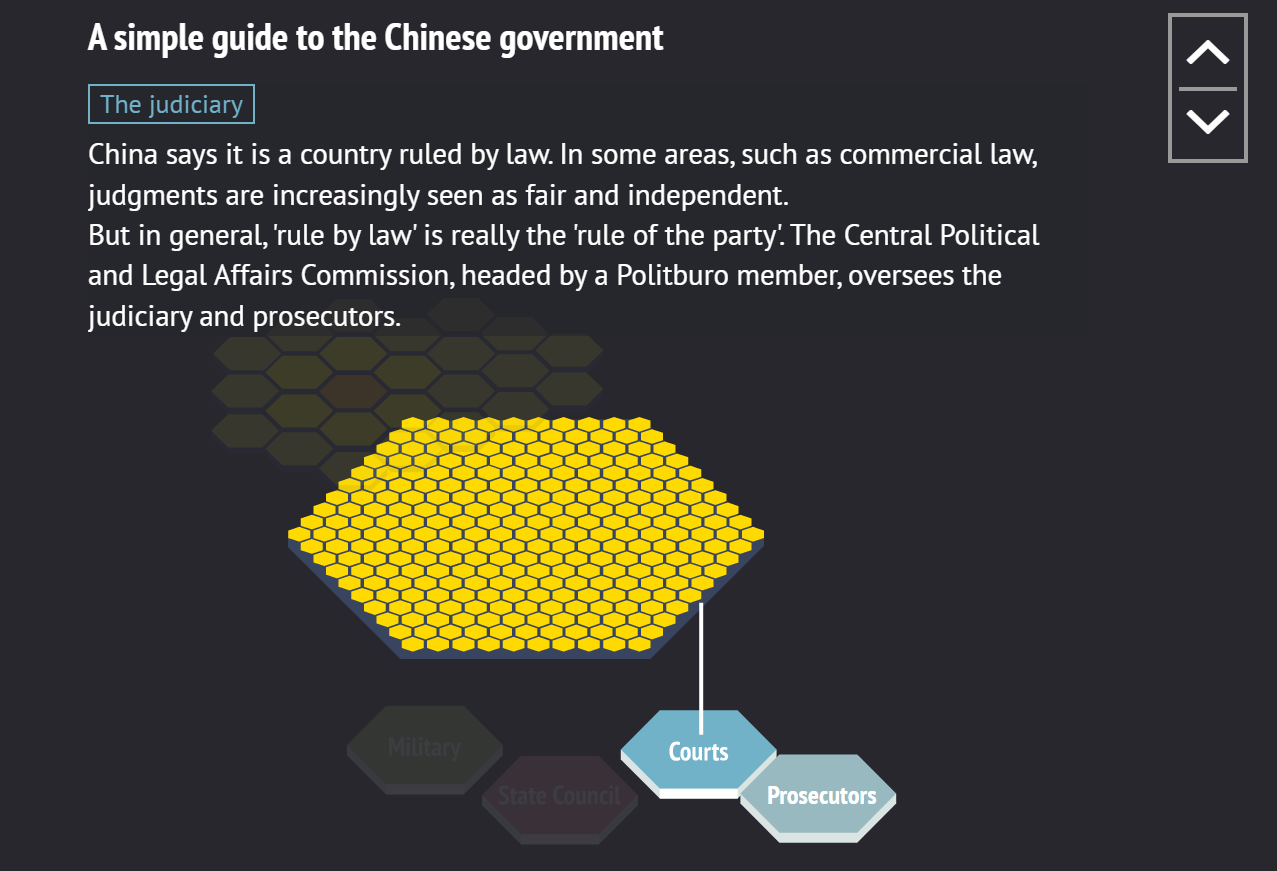 A simple guide to the Chinese government
The judiciary
China says it is a country ruled by law. In some areas, such as commercial law,
judgments are increasingly seen as fair and independent.
But in general, 'rule by law' is really the 'rule of the party'. The Central Political
and Legal Affairs Commission, headed by a Politburo member, oversees the
judiciary and prosecutors.
Military
Courts
State Council
Prosecutors